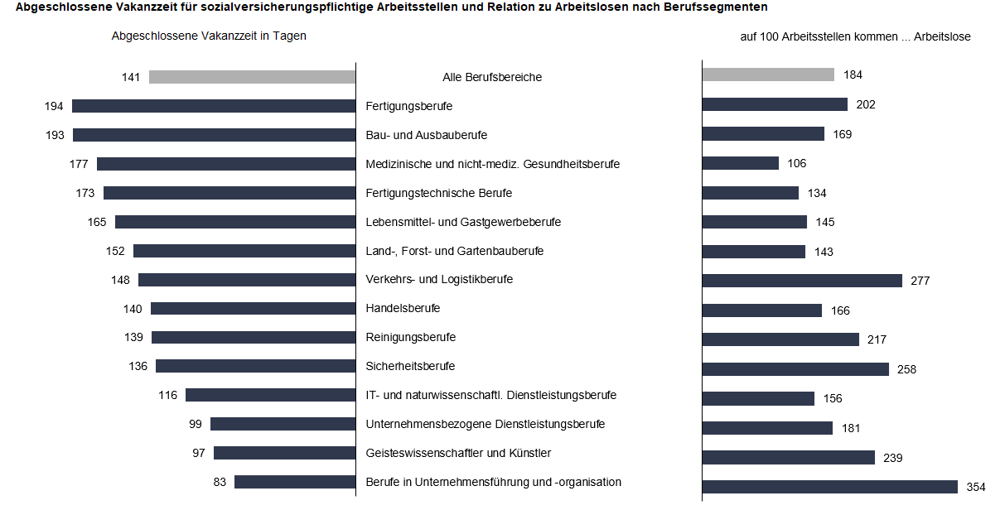 Abgeschlossene Vakanzzeit für sozialversicherungspflichtige Arbeitsstellen und Relation zu Arbeitslosen nach Berufssegmenten
Abgeschlossene Vakanzzeit in Tagen auf 100 Arbeitsstellen kommen ... Arbeitslose
141 Alle Berufsbereiche 184
194 Fertigungsberufe 202
193 Bau- und Ausbauberufe 169
177 Medizinische und nicht-mediz. Gesundheitsberufe 106
173 Fertigungstechnische Berufe 134
165 Lebensmittel- und Gastgewerbeberufe 145
152 Land-, Forst- und Gartenbauberufe 143
148 Verkehrs- und Logistikberufe 277
140 Handelsberufe 166
139 Reinigungsberufe 217
136 Sicherheitsberufe 258
116 IT- und naturwissenschaftl. Dienstleistungsberufe 156
99 Unternehmensbezogene Dienstleistungsberufe 181
97 Geisteswissenschaftler und Künstler 239
83 Berufe in Unternehmensführung und -organisation 354